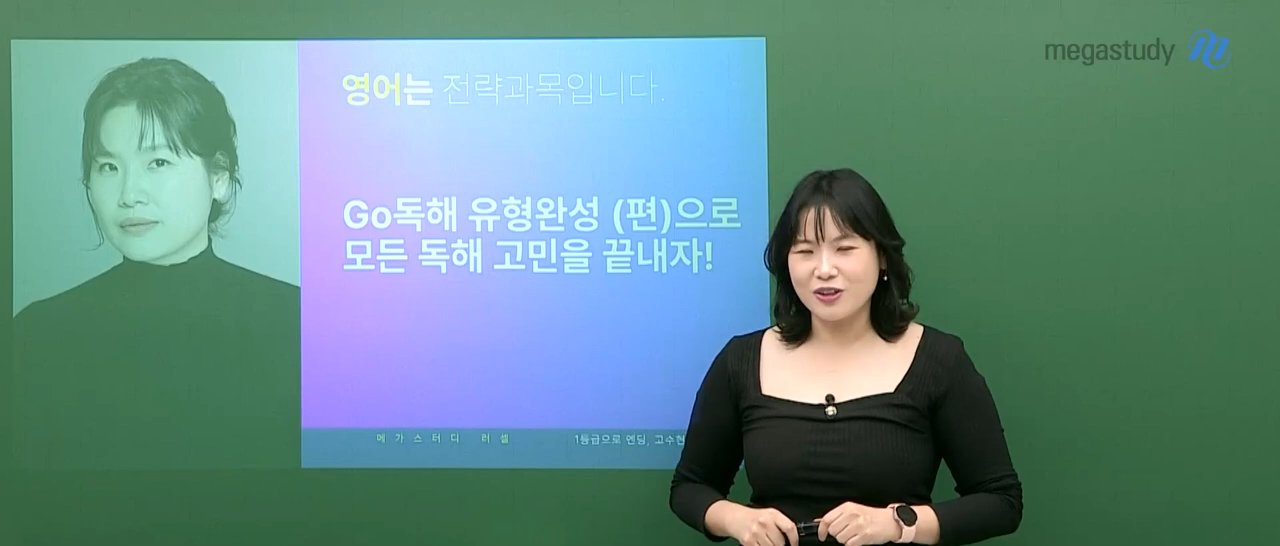 megastudy
영어는 전략과목입니다.
Go독해 유형완성 (편)으로
모든 독해 고민을 끝내자!
메가스터디 러셀
1등급으로 엔딩, 고수현